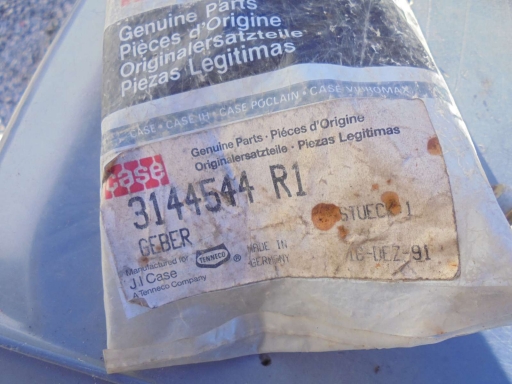 CASE
Genuine Parts
Pièces d'Origine
Originalersatzteile
Piezas Legitimas
CASE • CASE IH • CASE POCLAIN • CASE VIBROMAX
Genuine Parts · Pièces d'Origine
Originalersatzteile · Piezas Legitimas
case
3144544 R1
STUECK 1
GEBER
Manufactured for
TENNECO ®
MADE IN
GERMANY
16-DEZ-91
J I Case
A Tenneco Company